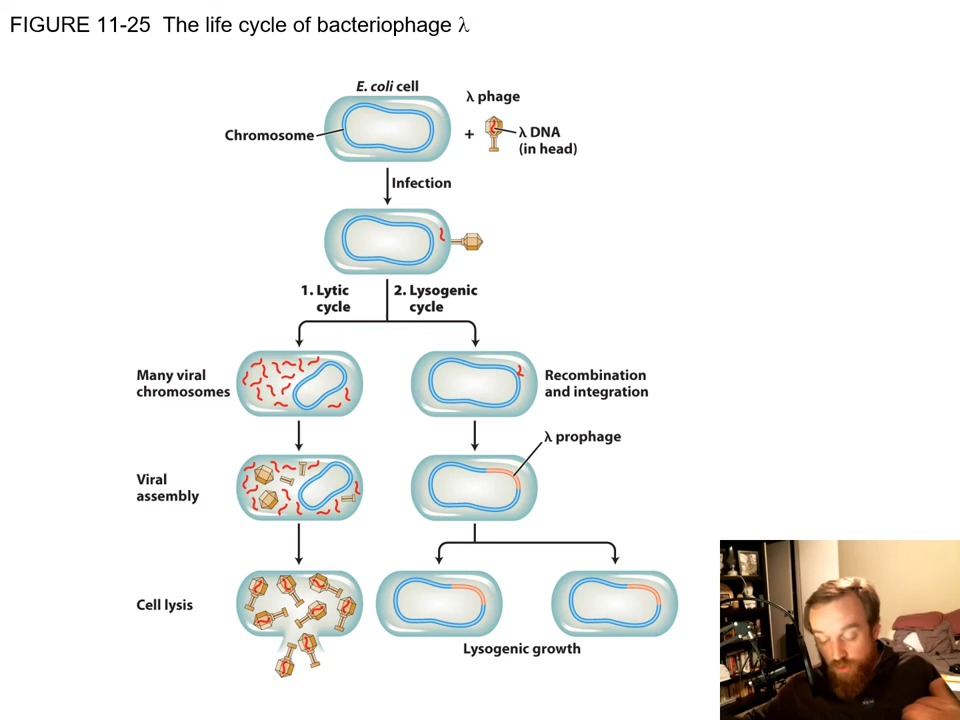 FIGURE 11-25 The life cycle of bacteriophage λ
E. coli cell
λ phage
Chromosome
+
λ DNA
(in head)
Infection
1. Lytic
cycle
2. Lysogenic
cycle
Many viral
chromosomes
Recombination
and integration
λ prophage
Viral
assembly
Cell lysis
Lysogenic growth